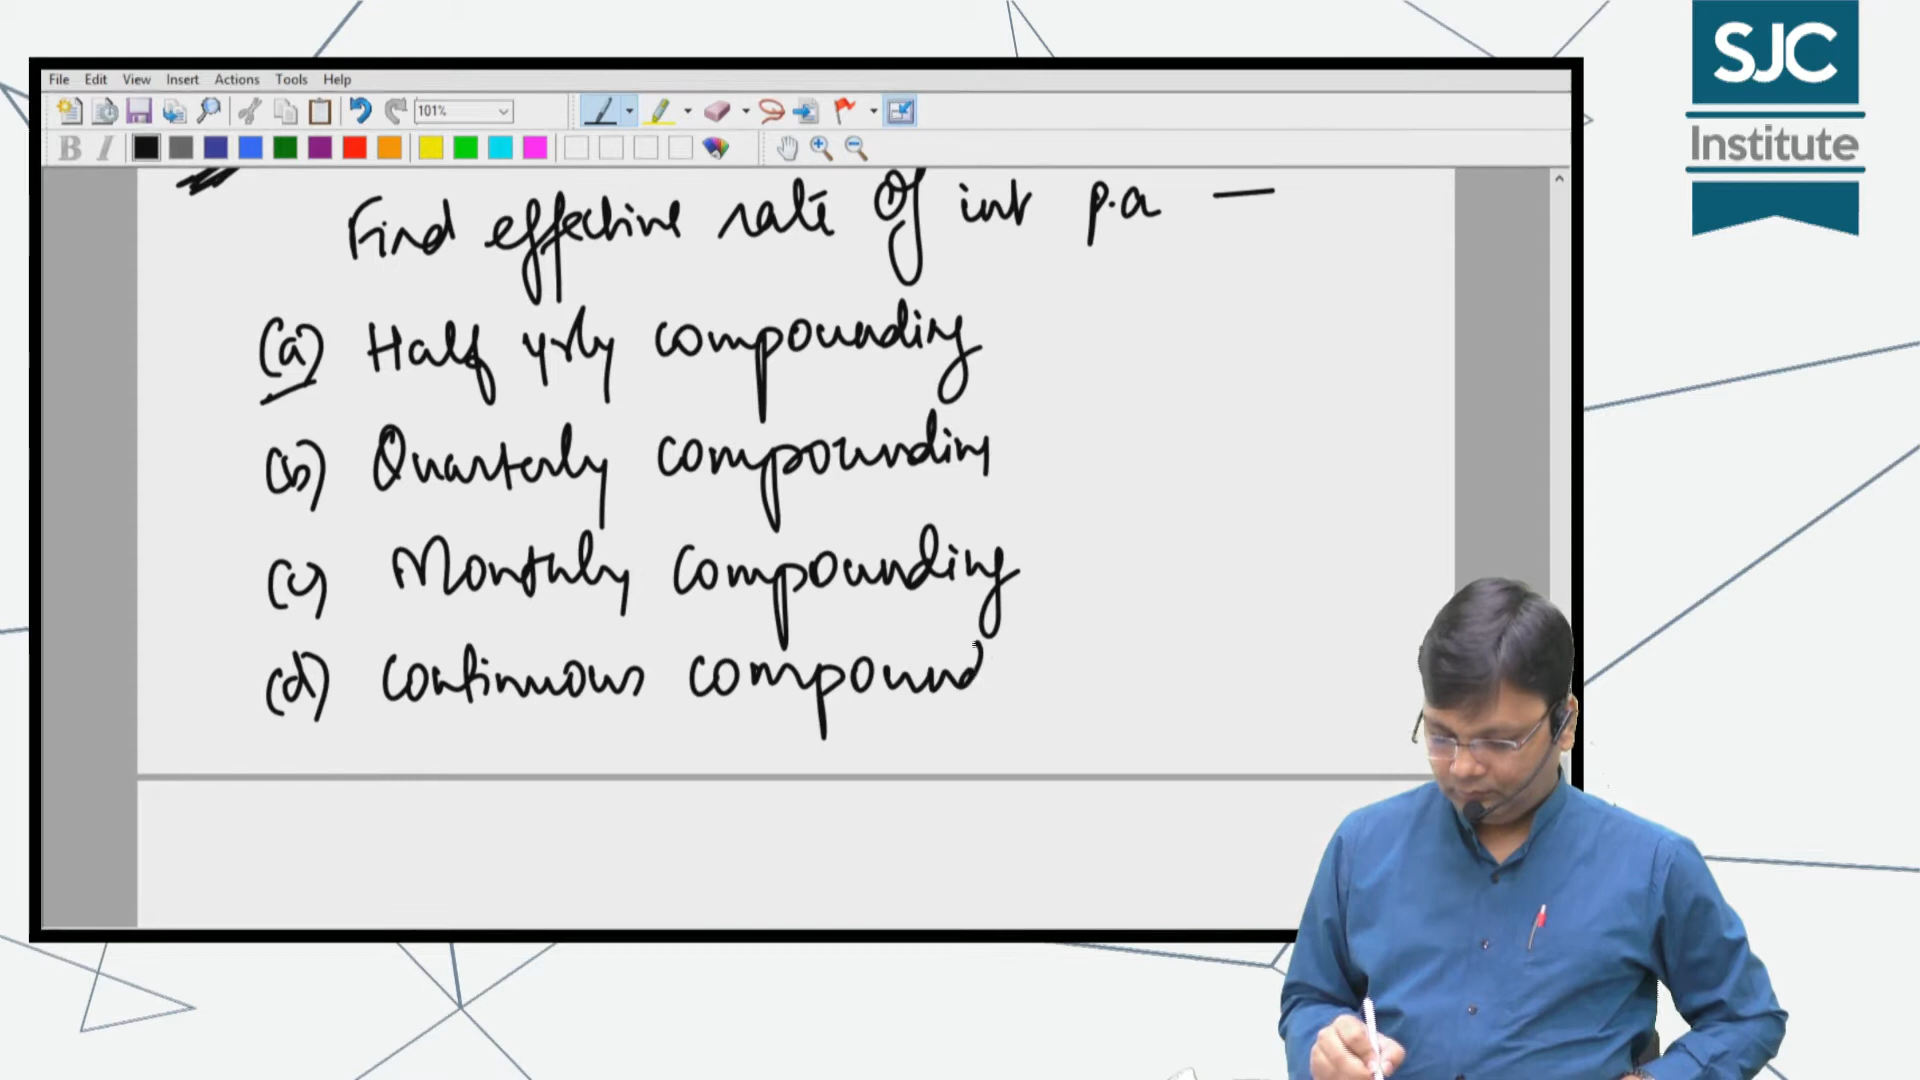 SJC
Institute
File Edit View Insert Actions Tools Help
101%
B I
Find effective rate of int p.a —
(a) Half yrly compounding
(b) Quarterly compounding
(c) Monthly compounding
(d) continuous compound